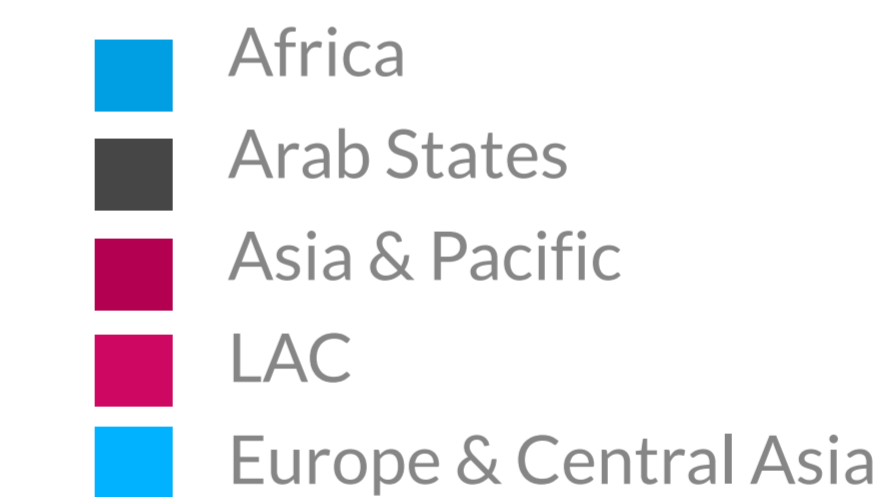 Africa
Arab States
Asia & Pacific
LAC
Europe & Central Asia